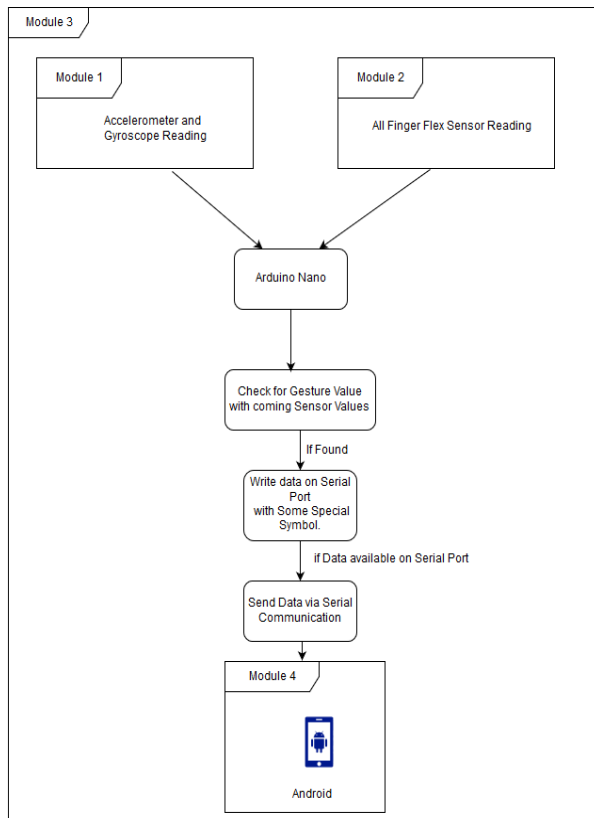 Module 3
Module 1
Accelerometer and
Gyroscope Reading
Module 2
All Finger Flex Sensor Reading
Arduino Nano
Check for Gesture Value
with coming Sensor Values
If Found
Write data on Serial
Port
with Some Special
Symbol.
if Data available on Serial Port
Send Data via Serial
Communication
Module 4
Android